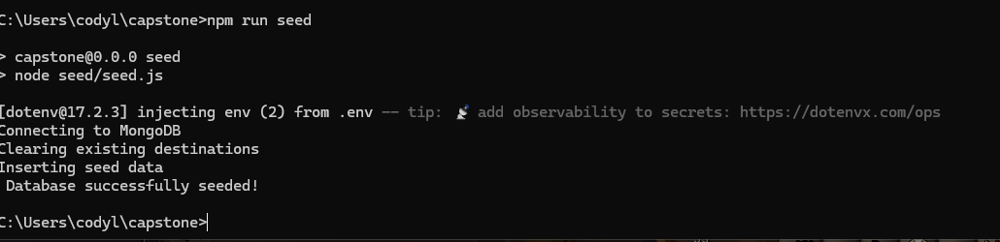 C:\Users\codyl\capstone>npm run seed
> capstone@0.0.0 seed
> node seed/seed.js
[dotenv@17.2.3] injecting env (2) from .env -- tip: 📡 add observability to secrets: https://dotenvx.com/ops
Connecting to MongoDB
Clearing existing destinations
Inserting seed data
Database successfully seeded!
C:\Users\codyl\capstone>